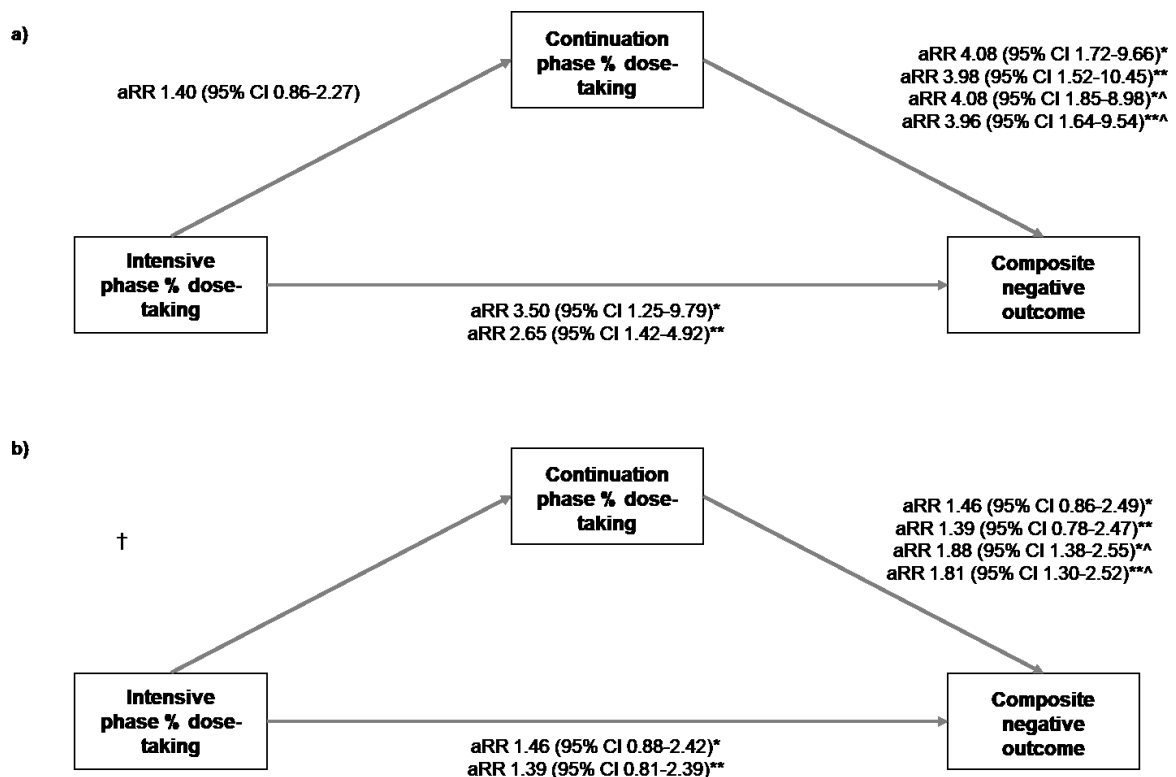 a)
Continuation
phase % dose-
taking
aRR 1.40 (95% CI 0.86-2.27)
aRR 4.08 (95% CI 1.72-9.66)*
aRR 3.98 (95% CI 1.52-10.45)**
aRR 4.08 (95% CI 1.85-8.98)*^
aRR 3.96 (95% CI 1.64-9.54)**^
Intensive
phase % dose-
taking
aRR 3.50 (95% CI 1.25-9.79)*
aRR 2.65 (95% CI 1.42-4.92)**
Composite
negative
outcome
b)
Continuation
phase % dose-
taking
†
aRR 1.46 (95% CI 0.86-2.49)*
aRR 1.39 (95% CI 0.78-2.47)**
aRR 1.88 (95% CI 1.38-2.55)*^
aRR 1.81 (95% CI 1.30-2.52)**^
Intensive
phase % dose-
taking
aRR 1.46 (95% CI 0.88-2.42)*
aRR 1.39 (95% CI 0.81-2.39)**
Composite
negative
outcome